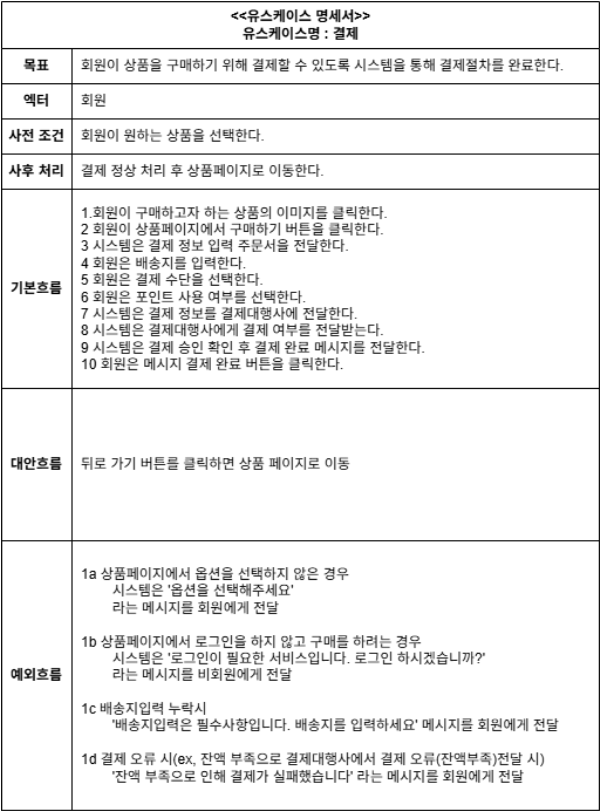 <<유스케이스 명세서>>
유스케이스명 : 결제
목표
회원이 상품을 구매하기 위해 결제할 수 있도록 시스템을 통해 결제절차를 완료한다.
엑터
회원
사전 조건
회원이 원하는 상품을 선택한다.
사후 처리
결제 정상 처리 후 상품페이지로 이동한다.
기본흐름
1.회원이 구매하고자 하는 상품의 이미지를 클릭한다.
2 회원이 상품페이지에서 구매하기 버튼을 클릭한다.
3 시스템은 결제 정보 입력 주문서을 전달한다.
4 회원은 배송지를 입력한다.
5 회원은 결제 수단을 선택한다.
6 회원은 포인트 사용 여부를 선택한다.
7 시스템은 결제 정보를 결제대행사에 전달한다.
8 시스템은 결제대행사에게 결제 여부를 전달받는다.
9 시스템은 결제 승인 확인 후 결제 완료 메시지를 전달한다.
10 회원은 메시지 결제 완료 버튼을 클릭한다.
대안흐름
뒤로 가기 버튼를 클릭하면 상품 페이지로 이동
예외흐름
1a 상품페이지에서 옵션을 선택하지 않은 경우
시스템은 '옵션을 선택해주세요'
라는 메시지를 회원에게 전달
1b 상품페이지에서 로그인을 하지 않고 구매를 하려는 경우
시스템은 '로그인이 필요한 서비스입니다. 로그인 하시겠습니까?'
라는 메시지를 비회원에게 전달
1c 배송지입력 누락시
'배송지입력은 필수사항입니다. 배송지를 입력하세요' 메시지를 회원에게 전달
1d 결제 오류 시(ex, 잔액 부족으로 결제대행사에서 결제 오류(잔액부족)전달 시)
'잔액 부족으로 인해 결제가 실패했습니다' 라는 메시지를 회원에게 전달